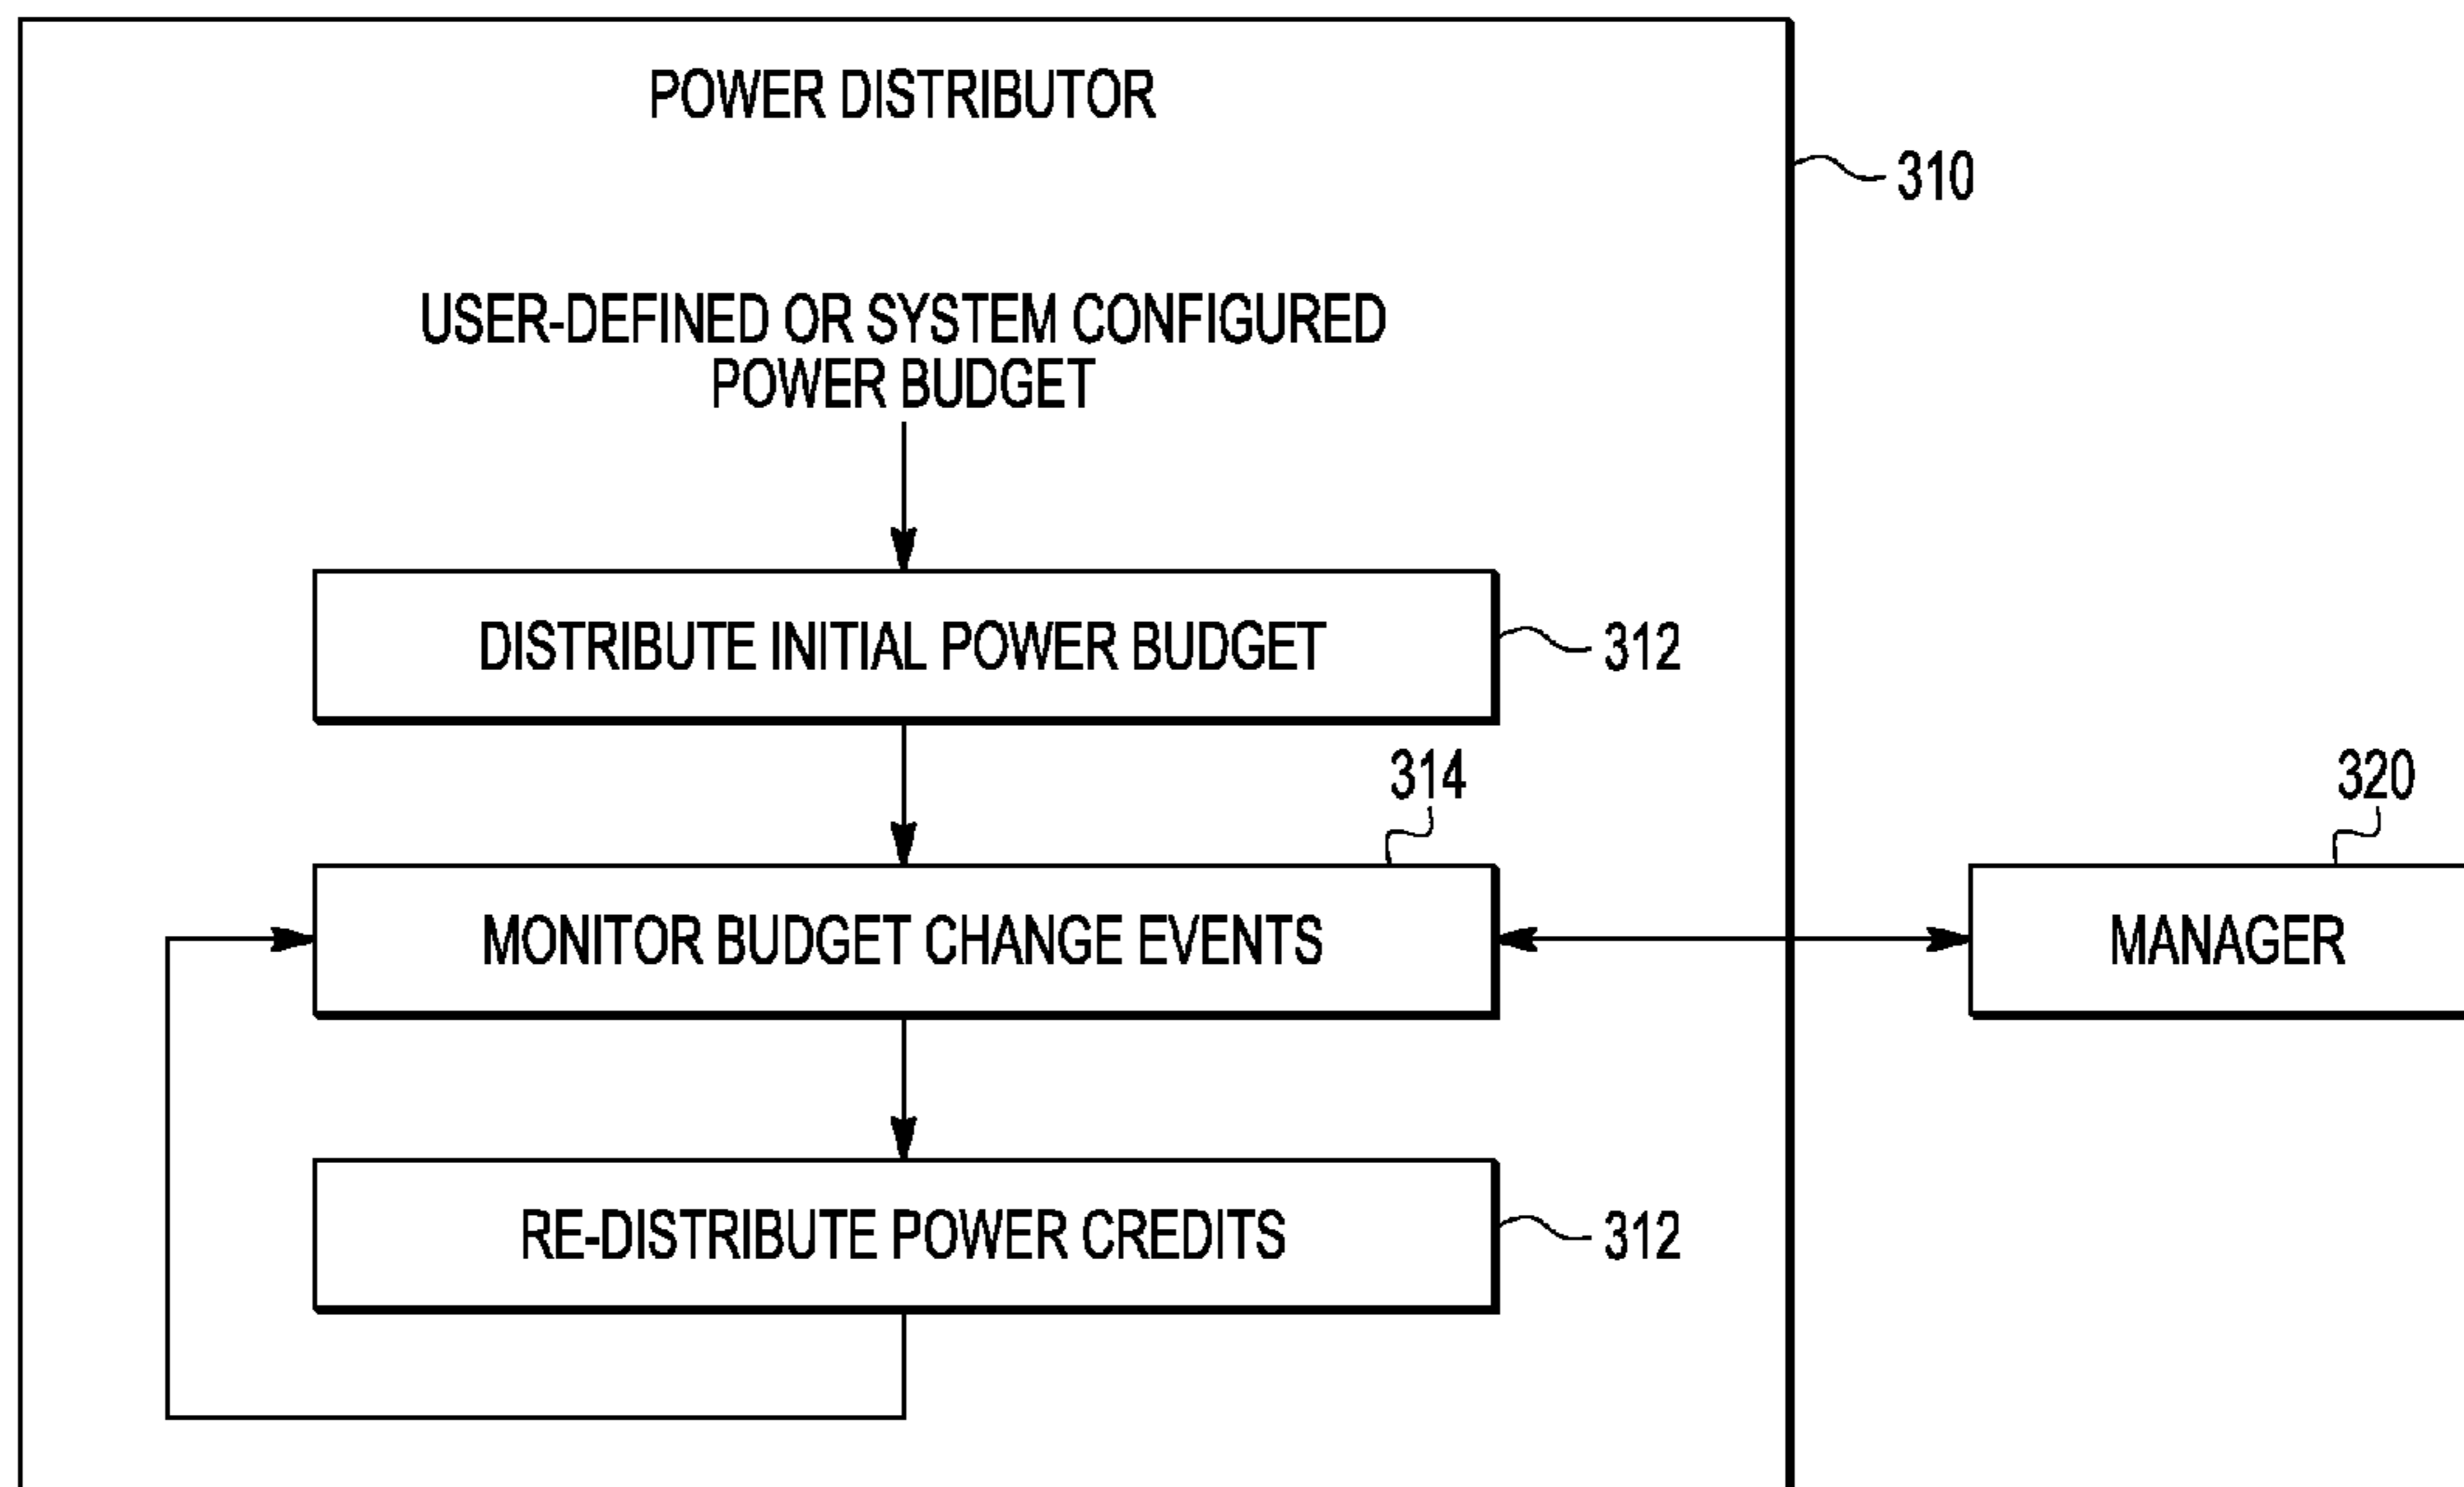 POWER DISTRIBUTOR
310
USER-DEFINED OR SYSTEM CONFIGURED
POWER BUDGET
DISTRIBUTE INITIAL POWER BUDGET
312
314
320
MONITOR BUDGET CHANGE EVENTS
MANAGER
RE-DISTRIBUTE POWER CREDITS
312